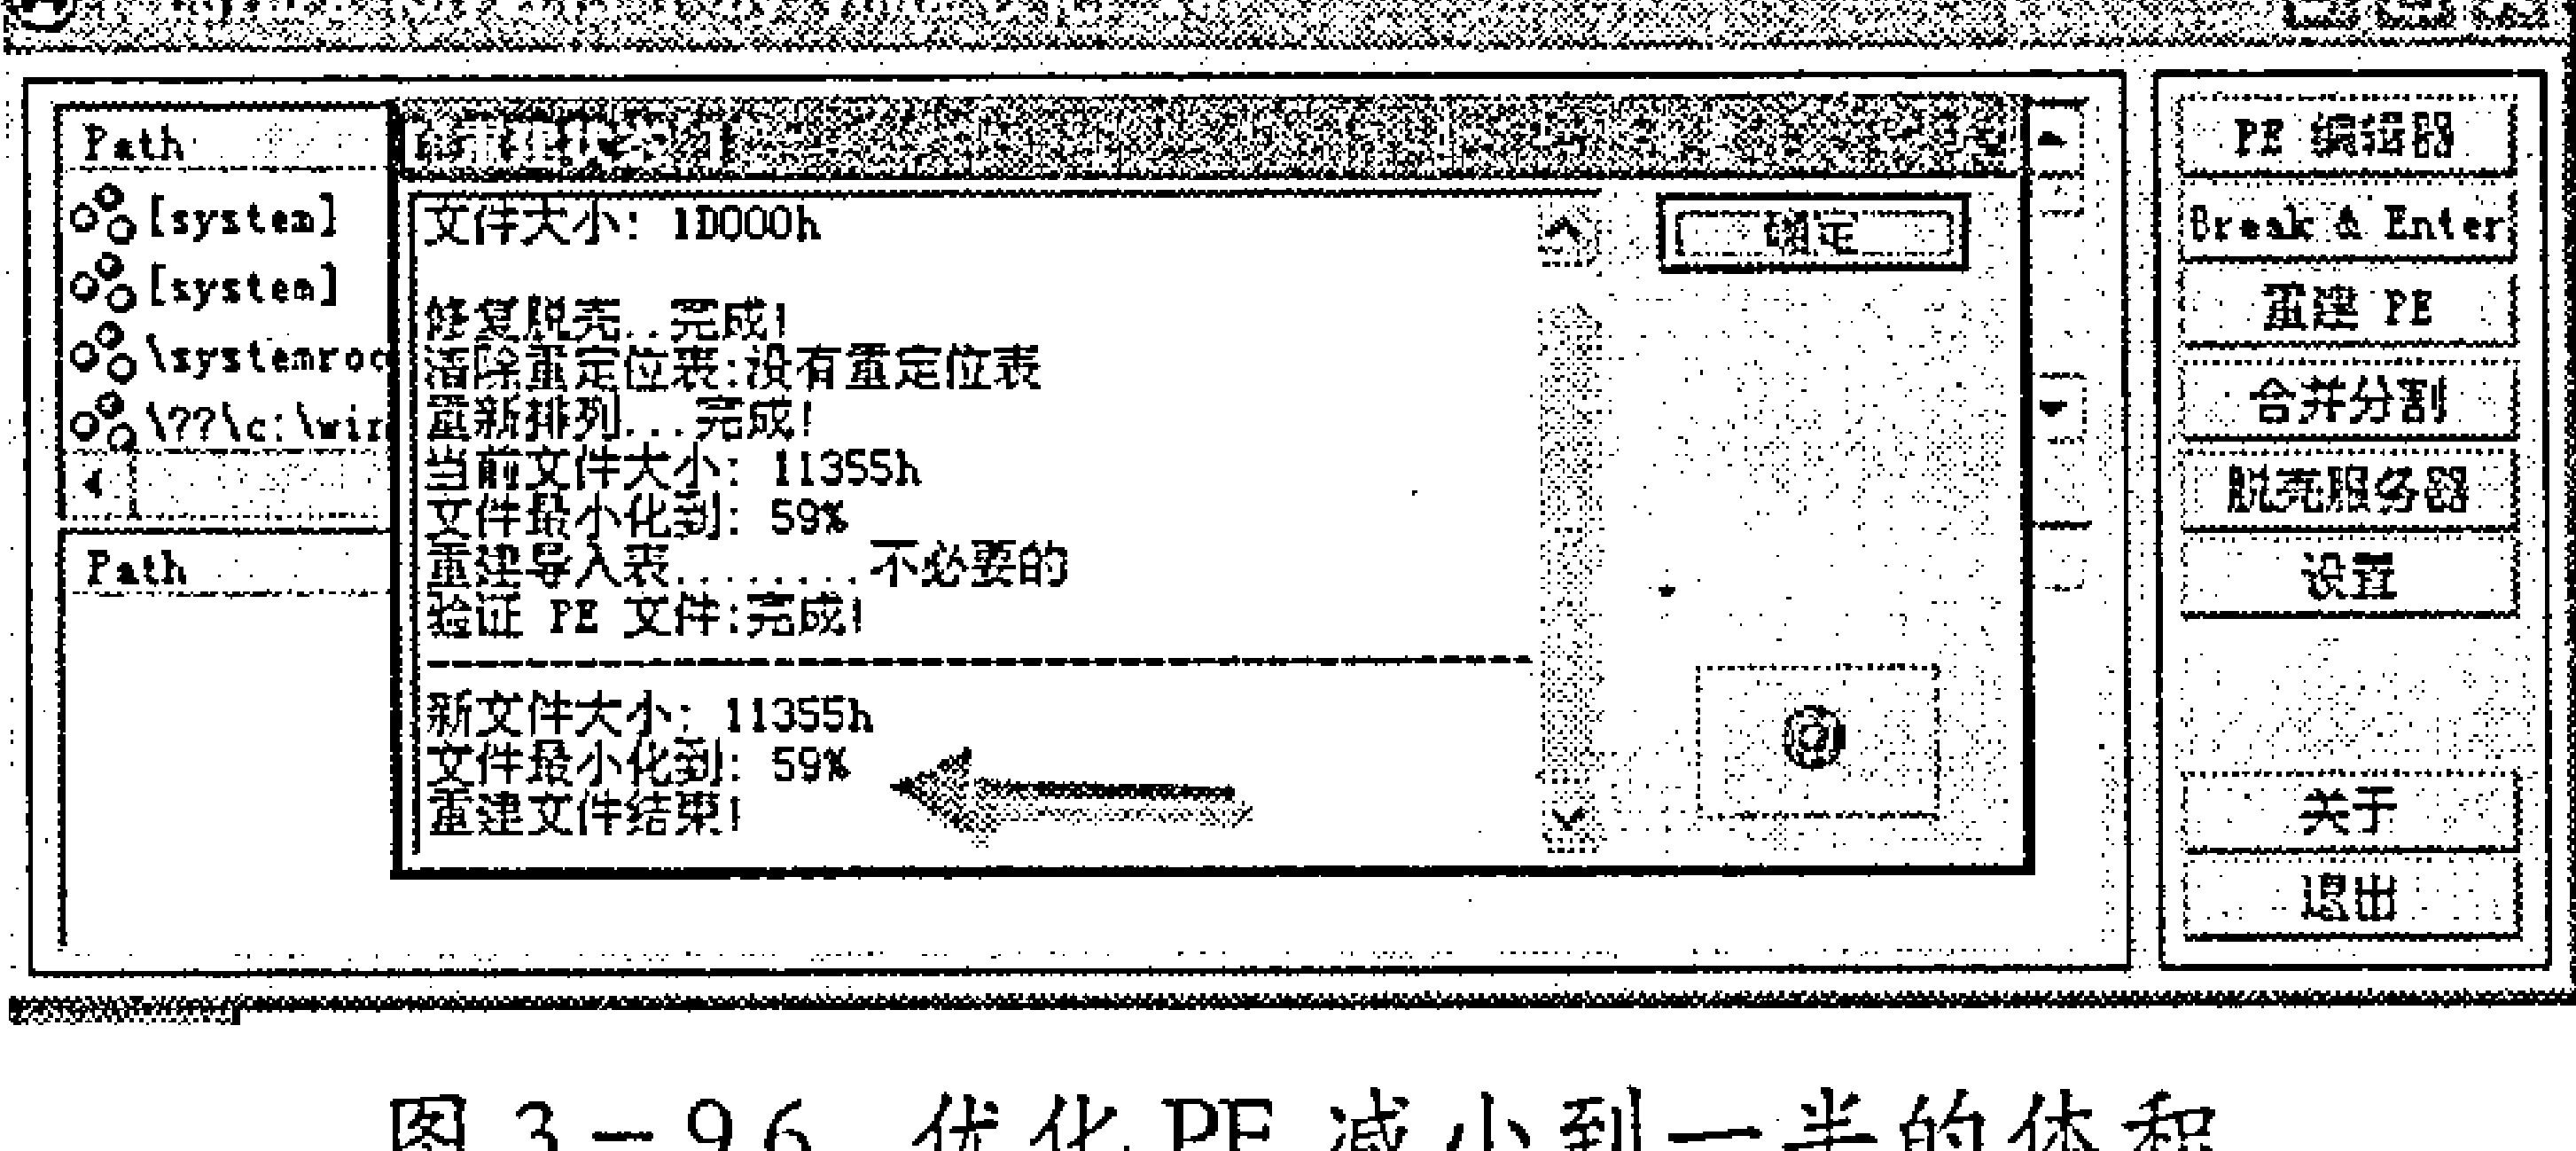 Path
[system]
[system]
\systemroo
\??\c:\win
Path
文件大小: 1D000h
修复脱壳..完成!
清除重定位表:没有重定位表
重新排列...完成!
当前文件大小: 11355h
文件最小化到: 59%
重建导入表........不必要的
验证 PE 文件:完成!
新文件大小: 11355h
文件最小化到: 59%
重建文件结束!
确定
@
PE 编辑器
Break & Enter
重建 PE
合并分割
脱壳服务器
设置
关于
退出
图 3-96 优化 PE 减小到一半的体积